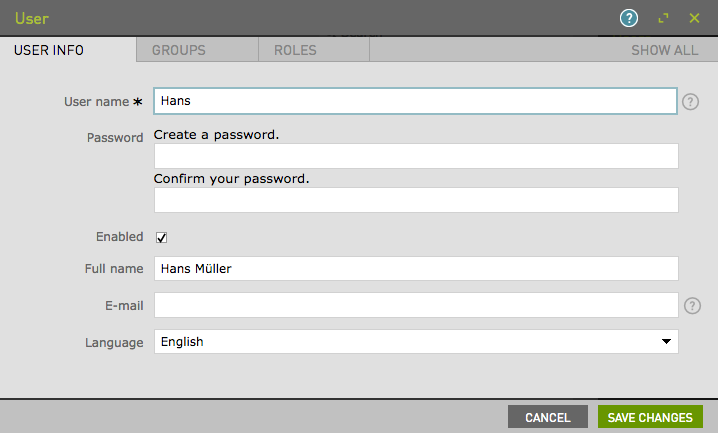 User
USER INFO GROUPS ROLES SHOW ALL
User name * Hans ?
Password Create a password.
Confirm your password.
Enabled
Full name Hans Müller
E-mail ?
Language English
CANCEL SAVE CHANGES